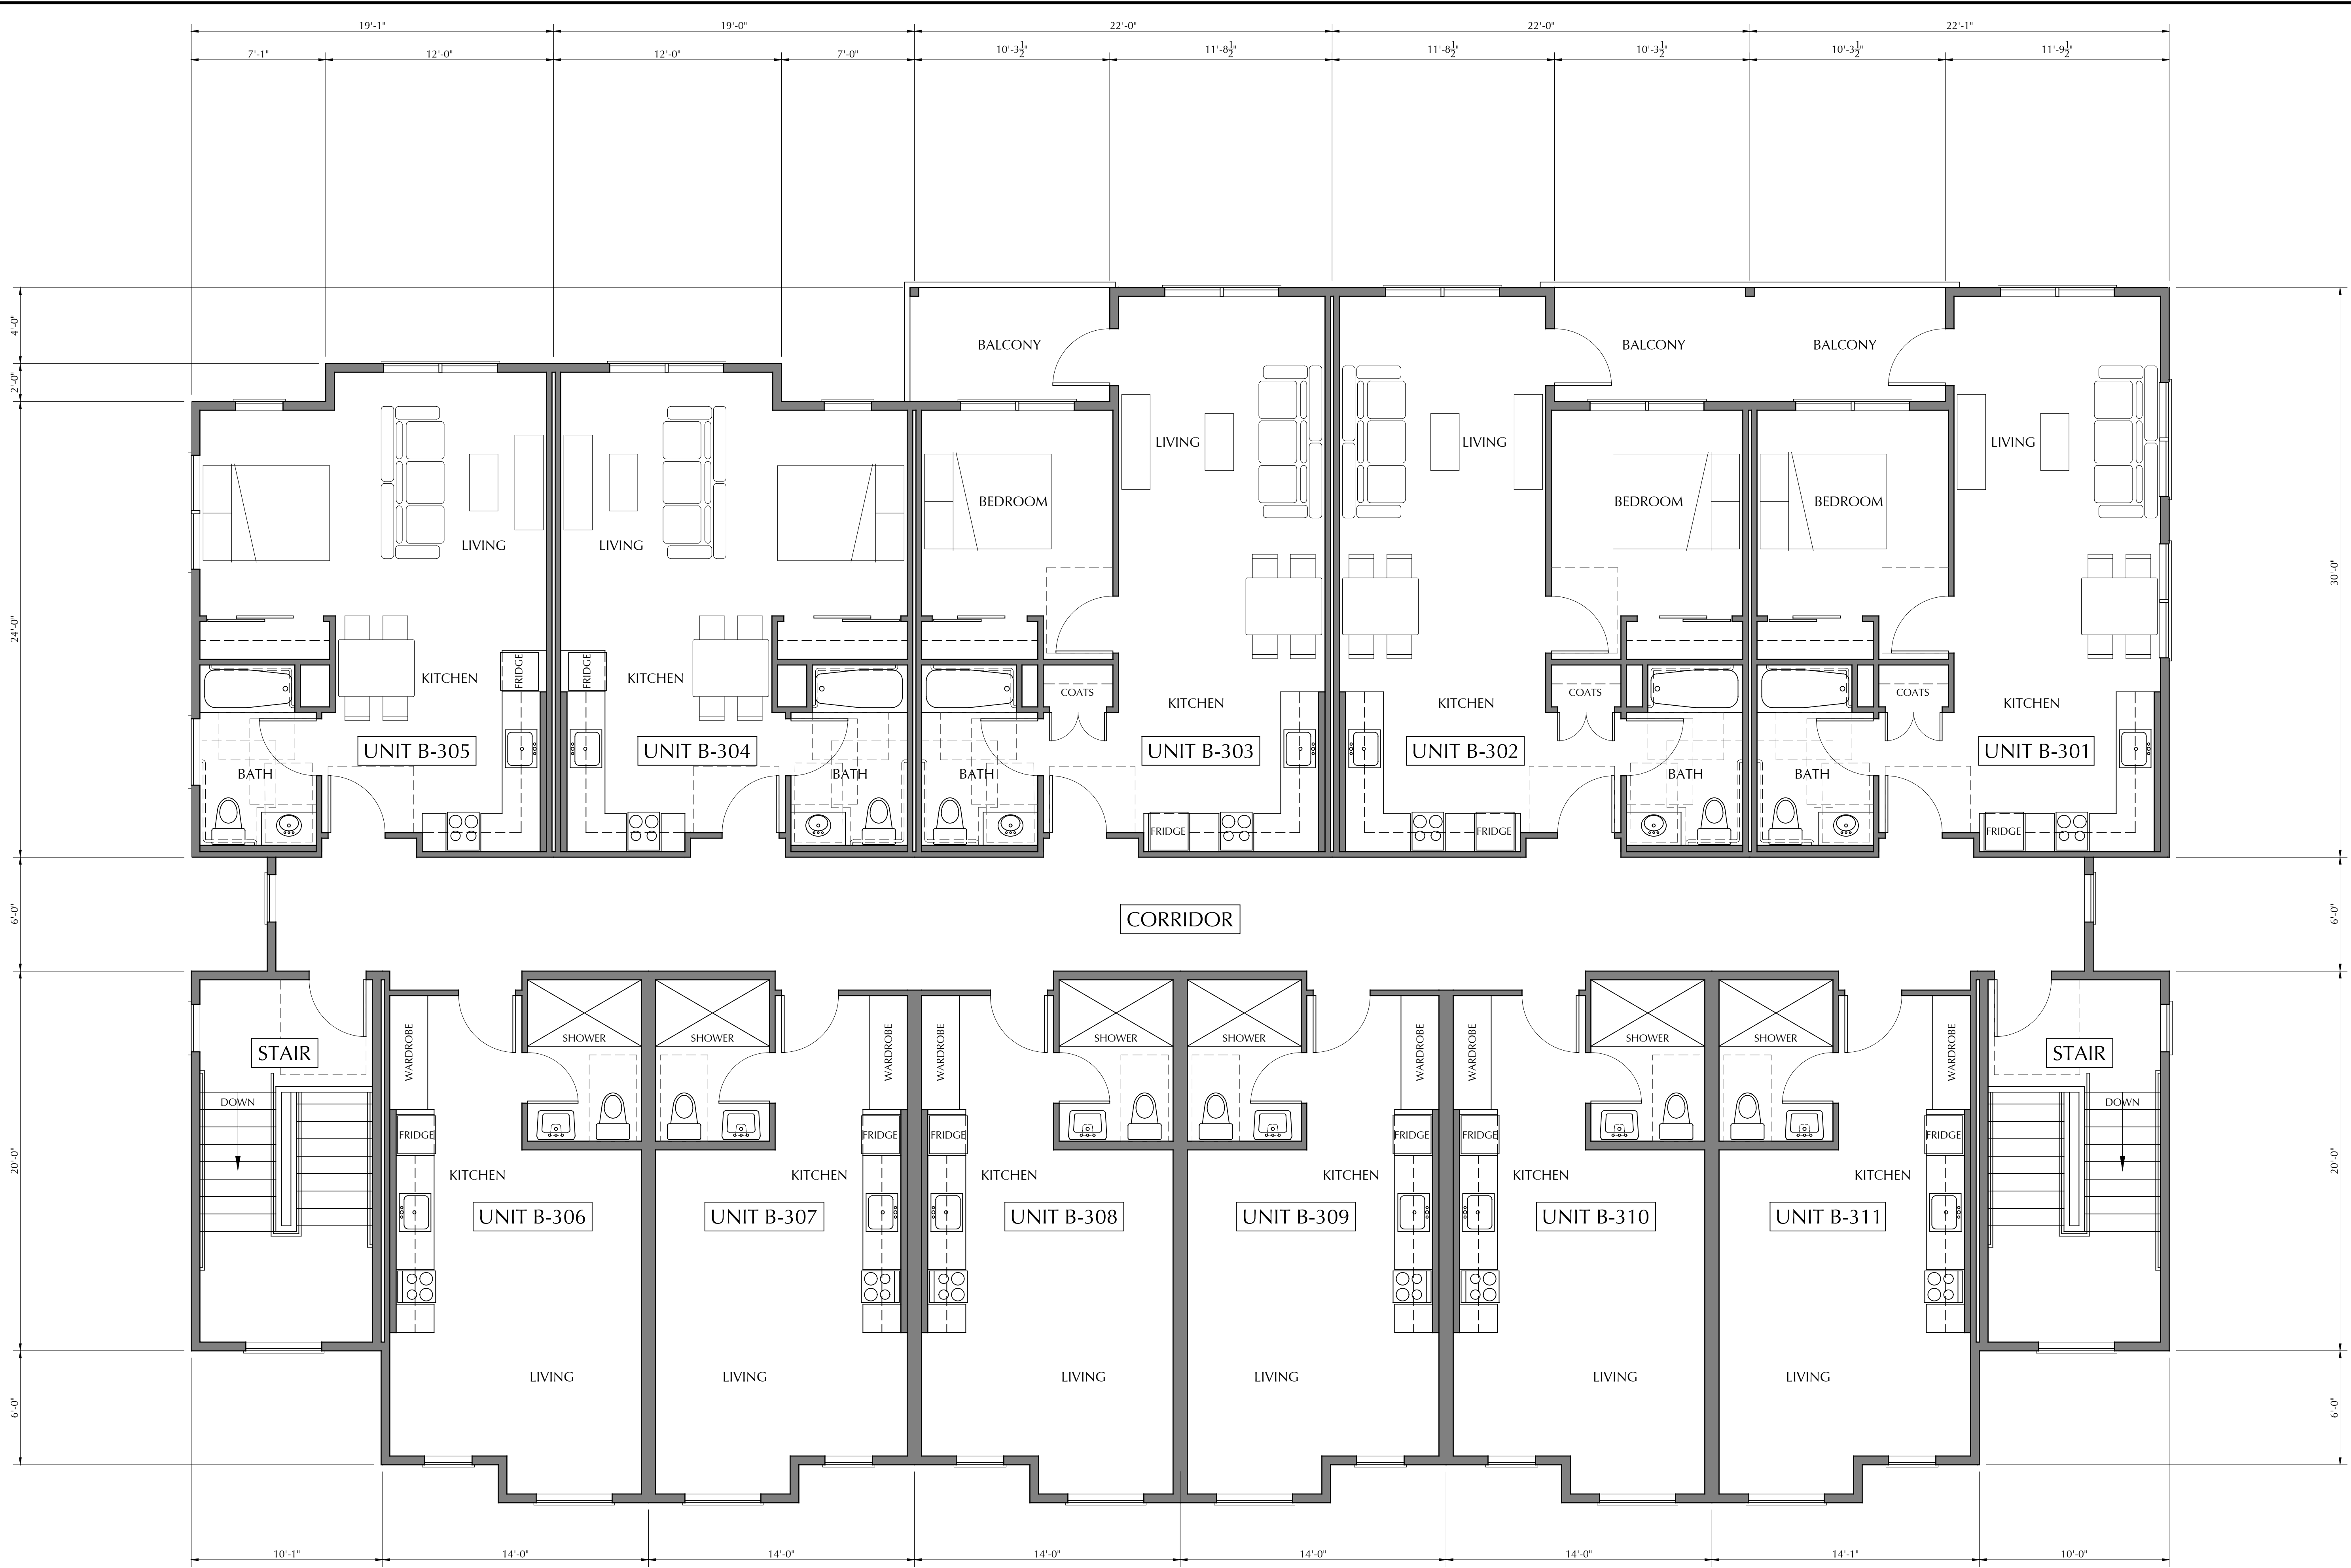 19'-1" 19'-0" 22'-0" 22'-0" 22'-1"
7'-1" 12'-0" 12'-0" 7'-0" 10'-3½" 11'-8½" 11'-8½" 10'-3½" 10'-3½" 11'-9½"
4'-0"
2'-0"
24'-0"
6'-0"
20'-0"
6'-0"
30'-0"
6'-0"
20'-0"
6'-0"
BALCONY BALCONY BALCONY
LIVING LIVING LIVING
BEDROOM BEDROOM BEDROOM
LIVING LIVING
FRIDGE FRIDGE
KITCHEN KITCHEN
COATS COATS COATS
KITCHEN KITCHEN KITCHEN
UNIT B-305 UNIT B-304 UNIT B-303 UNIT B-302 UNIT B-301
BATH BATH BATH BATH BATH
FRIDGE FRIDGE FRIDGE
CORRIDOR
SHOWER SHOWER SHOWER SHOWER SHOWER SHOWER
STAIR WARDROBE WARDROBE WARDROBE WARDROBE WARDROBE WARDROBE STAIR
DOWN DOWN
FRIDGE FRIDGE FRIDGE FRIDGE FRIDGE FRIDGE
KITCHEN KITCHEN KITCHEN KITCHEN KITCHEN KITCHEN
UNIT B-306 UNIT B-307 UNIT B-308 UNIT B-309 UNIT B-310 UNIT B-311
LIVING LIVING LIVING LIVING LIVING LIVING
10'-1" 14'-0" 14'-0" 14'-0" 14'-0" 14'-0" 14'-1" 10'-0"